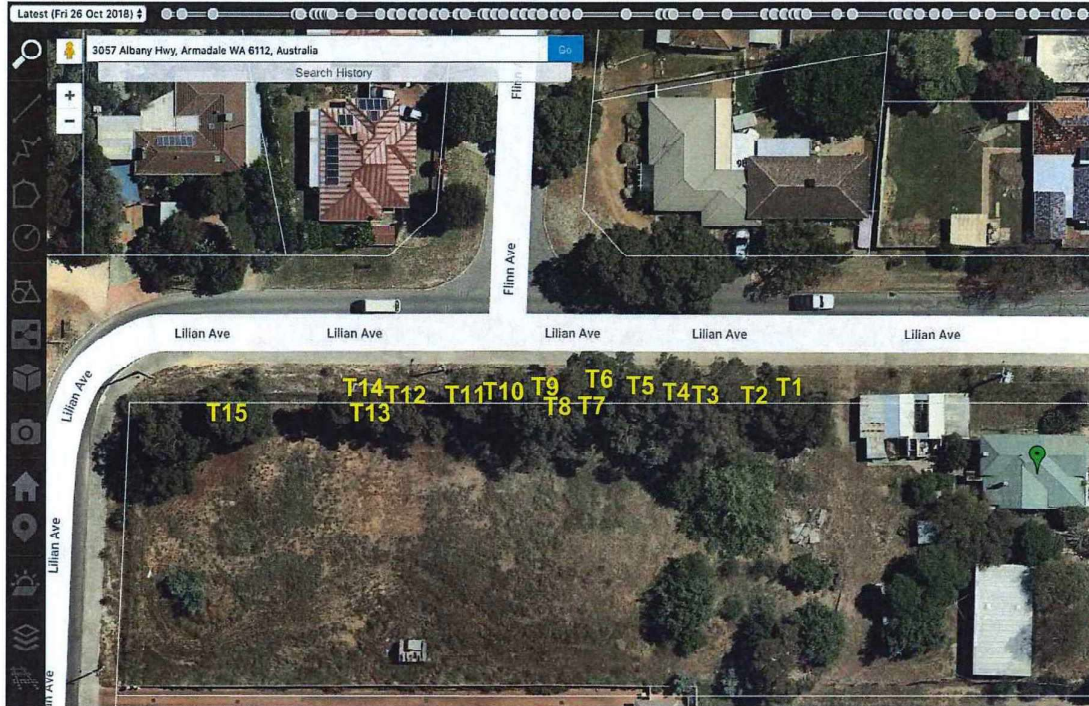 Latest (Fri 26 Oct 2018)
3057 Albany Hwy, Armadale WA 6112, Australia
Go
Search History
+
-
Flinn
98
Flinn Ave
Lilian Ave Lilian Ave Lilian Ave Lilian Ave Lilian Ave
Lilian Ave
T14 T12 T11 T10 T9 T6 T5 T4 T3 T2 T1
T15 T13 T8 T7
Lilian Ave
n Ave